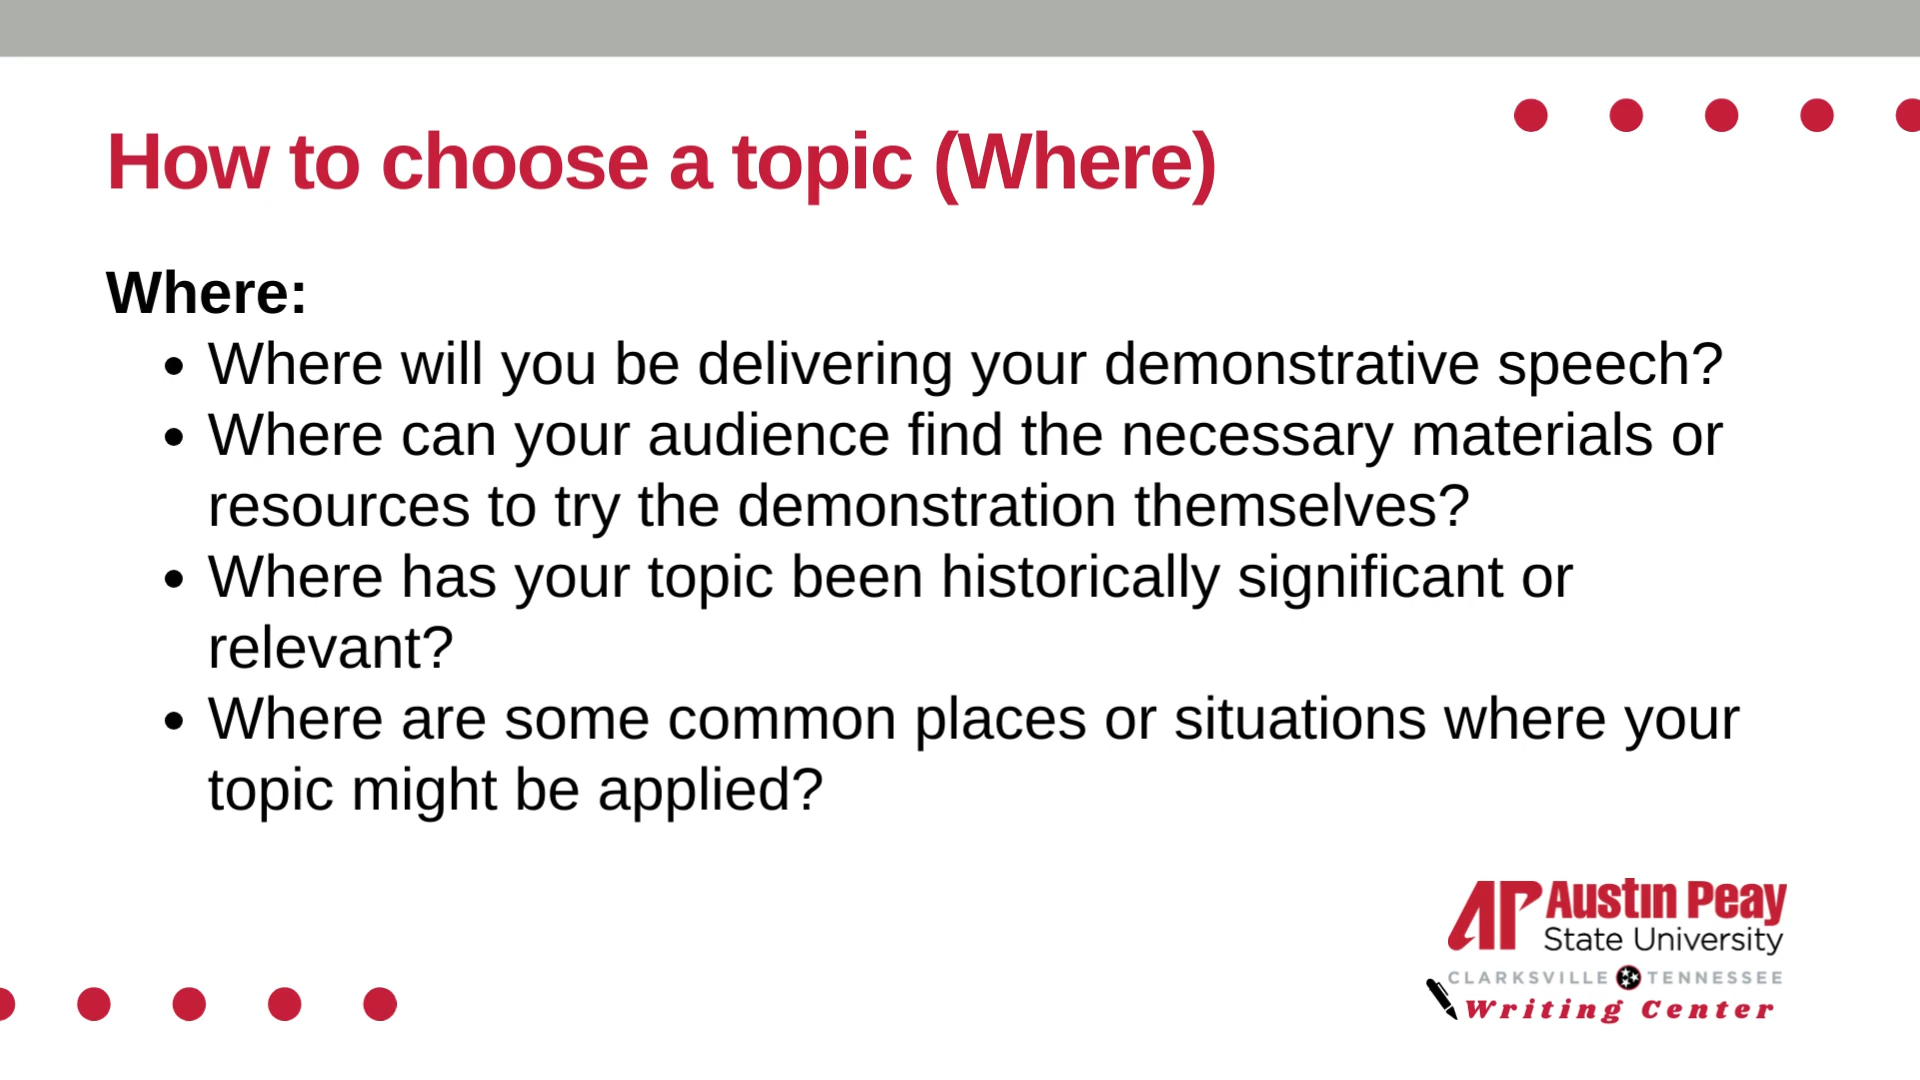 How to choose a topic (Where)
Where:
• Where will you be delivering your demonstrative speech?
• Where can your audience find the necessary materials or
resources to try the demonstration themselves?
• Where has your topic been historically significant or
relevant?
• Where are some common places or situations where your
topic might be applied?
AP Austin Peay
State University
CLARKSVILLE TENNESSEE
Writing Center